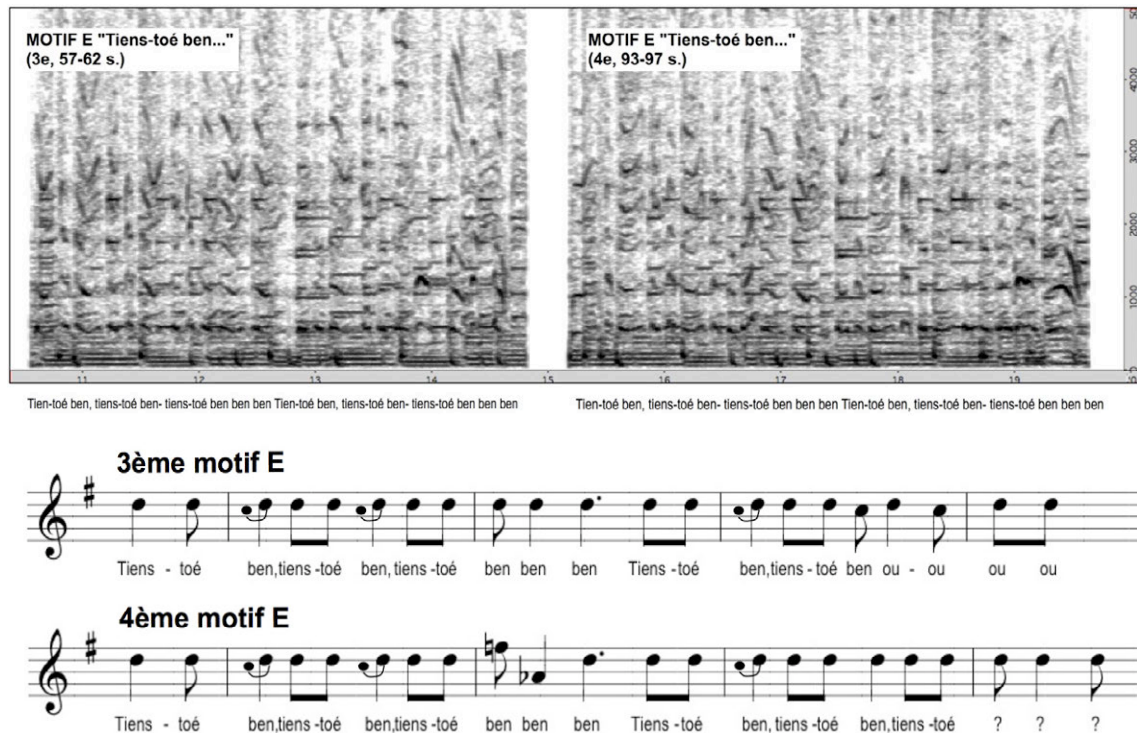 MOTIF E "Tiens-toé ben..."
(3e, 57-62 s.)
MOTIF E "Tiens-toé ben..."
(4e, 93-97 s.)
4000
3000
2000
1000
0
11 12 13 14 15 16 17 18 19
Tien-toé ben, tiens-toé ben- tiens-toé ben ben ben Tien-toé ben, tiens-toé ben- tiens-toé ben ben ben
Tien-toé ben, tiens-toé ben- tiens-toé ben ben ben Tien-toé ben, tiens-toé ben- tiens-toé ben ben ben
3ème motif E
Tiens - toé ben,tiens -toé ben, tiens -toé ben ben ben Tiens -toé ben,tiens -toé ben ou - ou ou ou
4ème motif E
Tiens - toé ben,tiens -toé ben,tiens -toé ben ben ben Tiens -toé ben, tiens -toé ben,tiens -toé ? ? ?